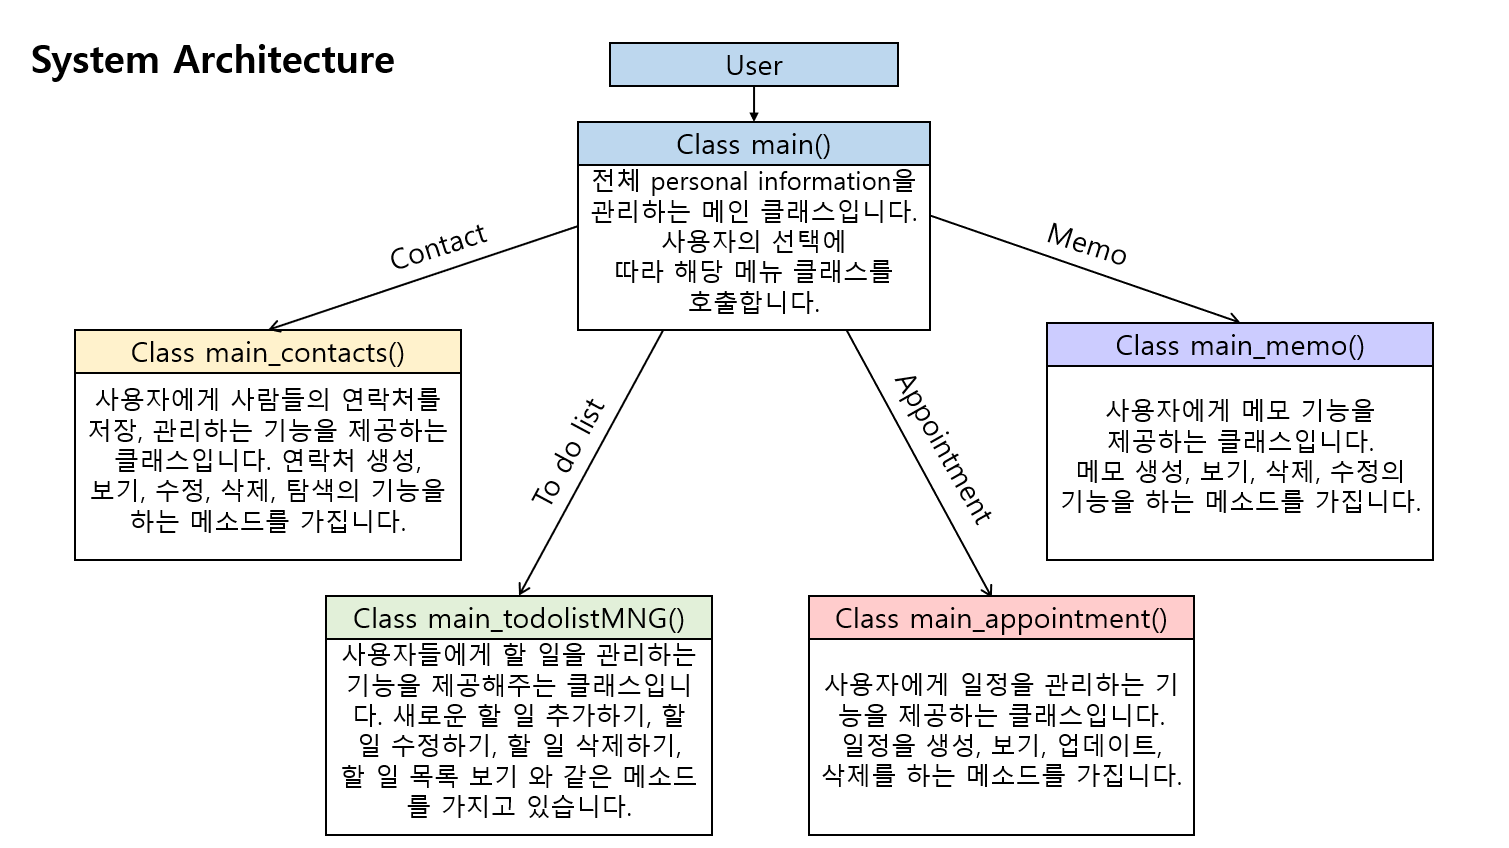 System Architecture
User
Class main()
전체 personal information을
관리하는 메인 클래스입니다.
사용자의 선택에
따라 해당 메뉴 클래스를
호출합니다.
Contact
Memo
To do list
Appointment
Class main_contacts()
사용자에게 사람들의 연락처를
저장, 관리하는 기능을 제공하는
클래스입니다. 연락처 생성,
보기, 수정, 삭제, 탐색의 기능을
하는 메소드를 가집니다.
Class main_memo()
사용자에게 메모 기능을
제공하는 클래스입니다.
메모 생성, 보기, 삭제, 수정의
기능을 하는 메소드를 가집니다.
Class main_todolistMNG()
사용자들에게 할 일을 관리하는
기능을 제공해주는 클래스입니
다. 새로운 할 일 추가하기, 할
일 수정하기, 할 일 삭제하기,
할 일 목록 보기 와 같은 메소드
를 가지고 있습니다.
Class main_appointment()
사용자에게 일정을 관리하는 기
능을 제공하는 클래스입니다.
일정을 생성, 보기, 업데이트,
삭제를 하는 메소드를 가집니다.